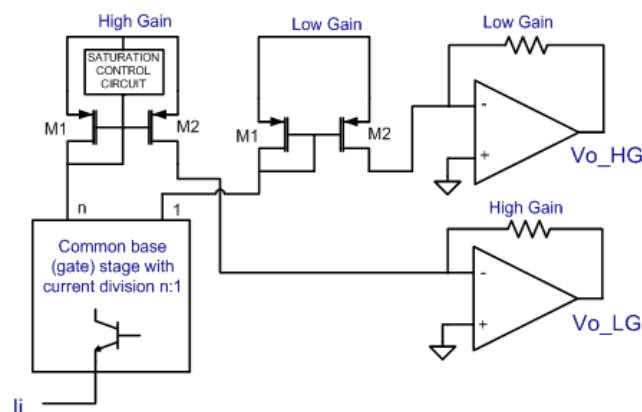 High Gain
Low Gain
Low Gain
SATURATION
CONTROL
CIRCUIT
M1
M2
M1
M2
-
+
Vo_HG
n
1
High Gain
Common base
(gate) stage with
current division n:1
-
+
Vo_LG
Ii